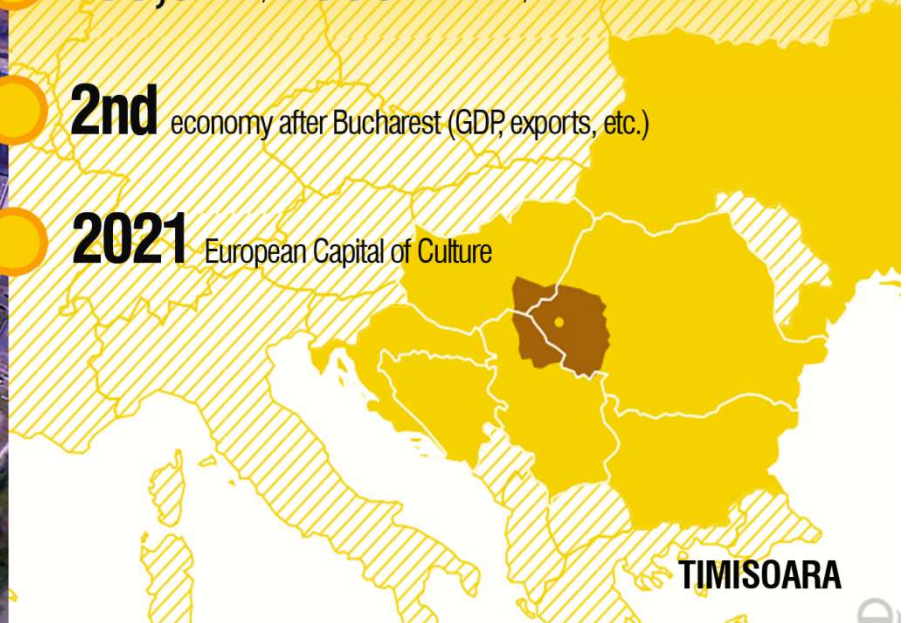 2nd economy after Bucharest (GDP, exports, etc.)
2021 European Capital of Culture
TIMISOARA